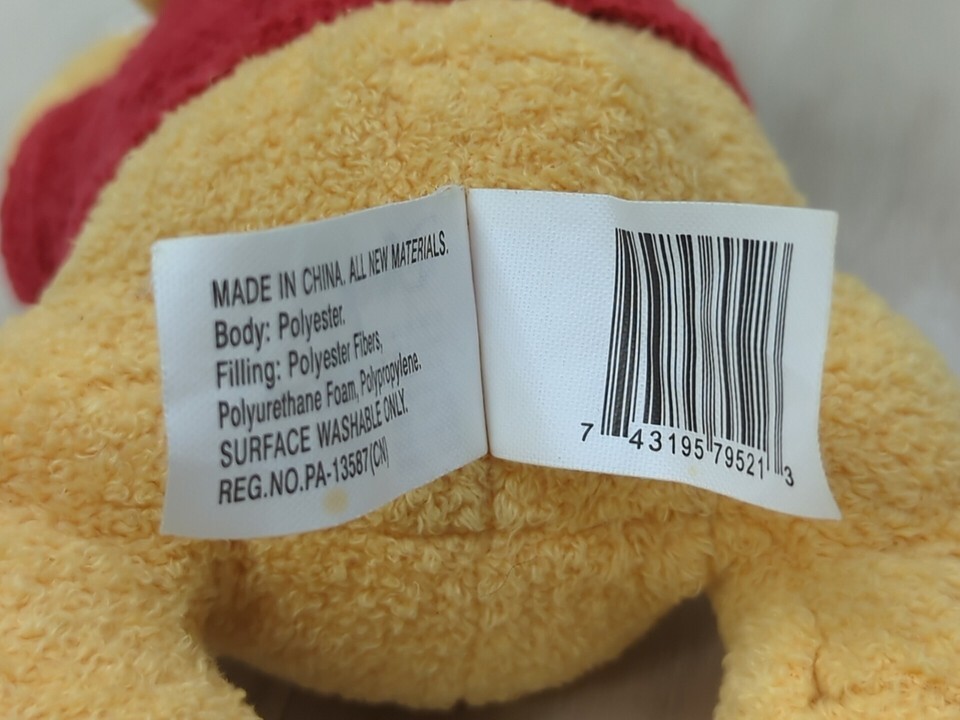 MADE IN CHINA. ALL NEW MATERIALS.
Body: Polyester.
Filling: Polyester Fibers,
Polyurethane Foam, Polypropylene.
SURFACE WASHABLE ONLY.
REG.NO.PA-13587(CN)
7 43195 79521 3